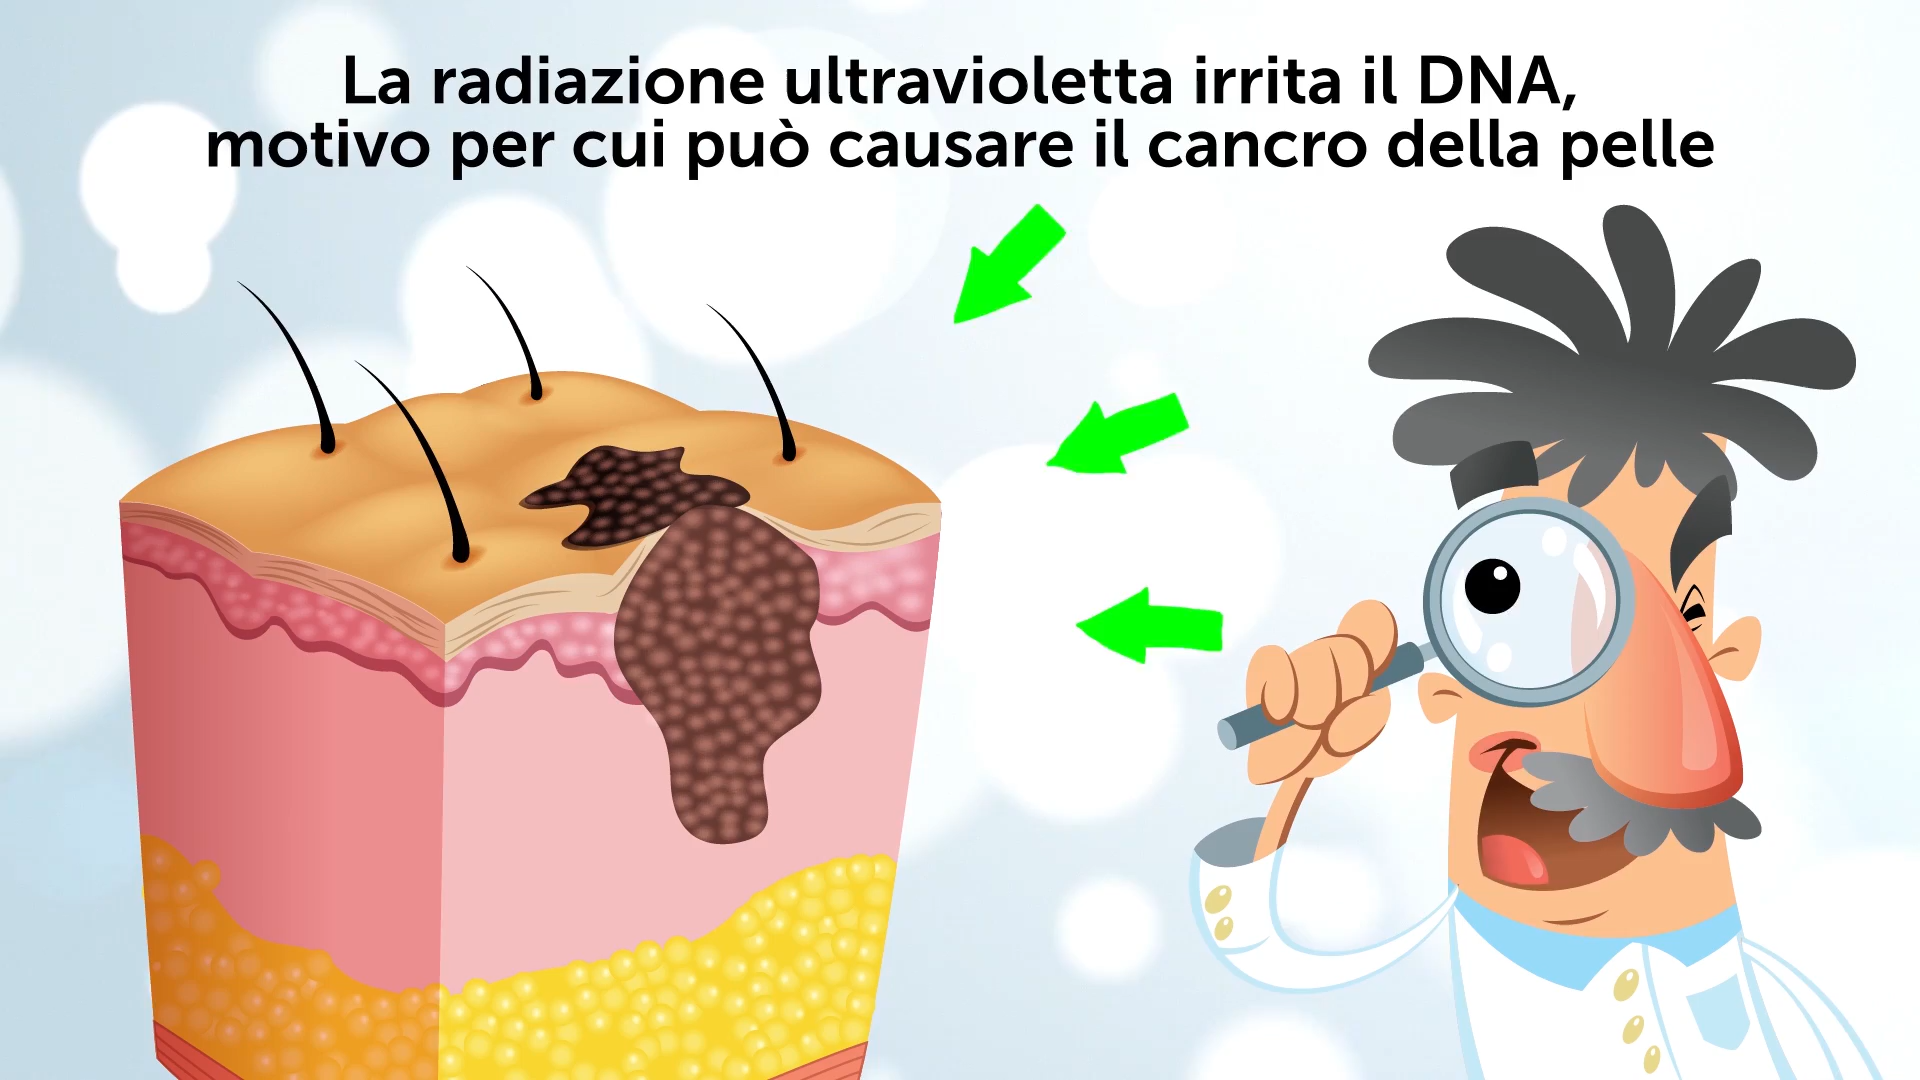 La radiazione ultravioletta irrita il DNA,
motivo per cui può causare il cancro della pelle